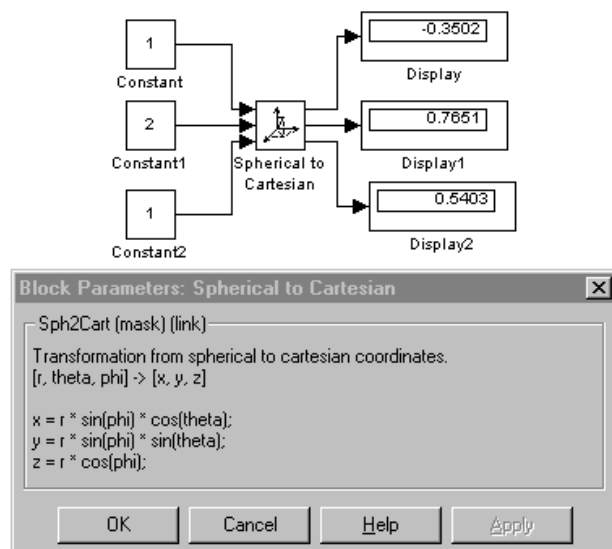 1
Constant
2
Constant1
1
Constant2
Spherical to
Cartesian
-0.3502
Display
0.7651
Display1
0.5403
Display2
Block Parameters: Spherical to Cartesian
Sph2Cart (mask) (link)
Transformation from spherical to cartesian coordinates.
[r, theta, phi] -> [x, y, z]
x = r * sin(phi) * cos(theta);
y = r * sin(phi) * sin(theta);
z = r * cos(phi);
OK
Cancel
Help
Apply